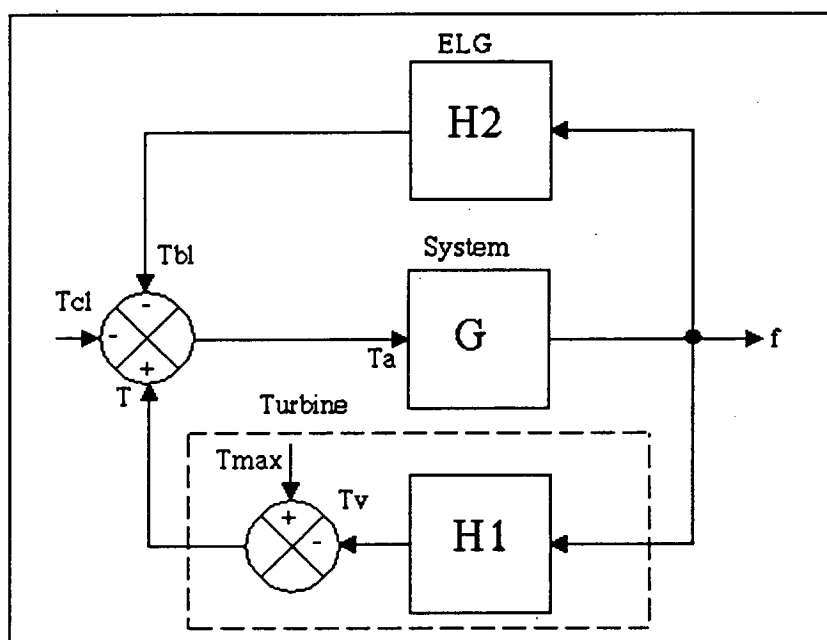 ELG
H2
Tbl
System
Tcl
-
-
+
G
Ta
f
T
Turbine
Tmax
Tv
+
-
H1